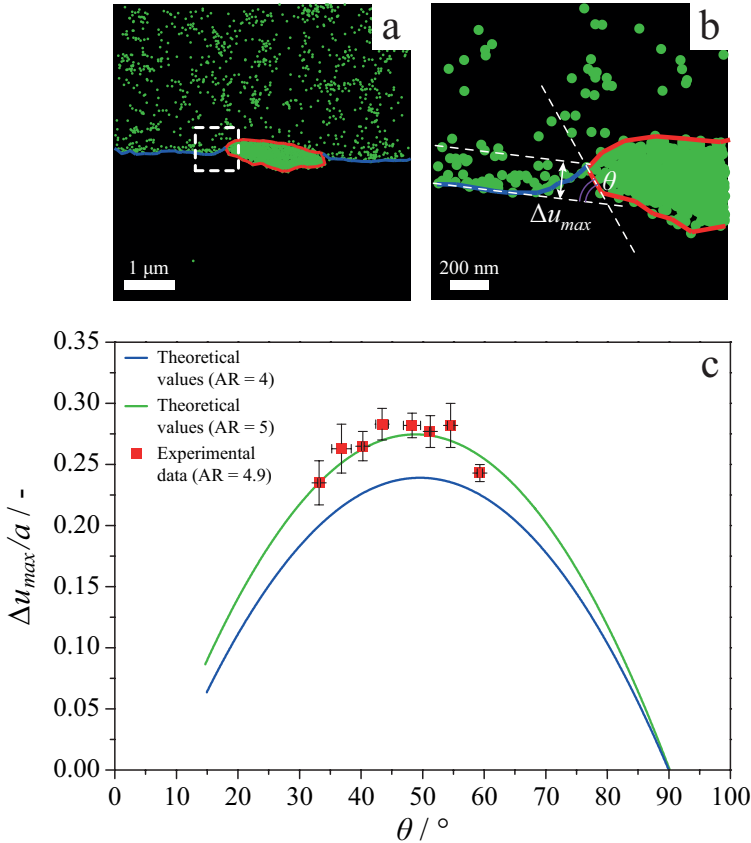 a
1 μm
b
θ
Δu_max
200 nm
c
Theoretical
values (AR = 4)
Theoretical
values (AR = 5)
Experimental
data (AR = 4.9)
0.35
0.30
0.25
0.20
0.15
0.10
0.05
0.00
Δu_max/a / -
0 10 20 30 40 50 60 70 80 90 100
θ / °